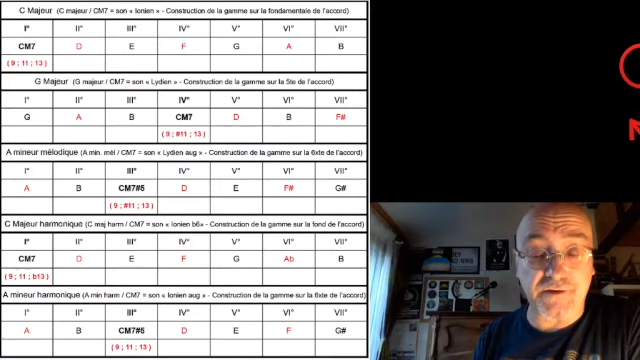 C Majeur (C majeur / CM7 = son « Ionien » - Construction de la gamme sur la fondamentale de l'accord)
I° II° III° IV° V° VI° VII°
CM7 D E F G A B
( 9 ; 11 ; 13 )
G Majeur (G majeur / CM7 = son « Lydien » - Construction de la gamme sur la 5te de l'accord)
I° II° III° IV° V° VI° VII°
G A B CM7 D B F#
( 9 ; #11 ; 13 )
A mineur mélodique (A min. mél / CM7 = son « Lydien aug » - Construction de la gamme sur la 6xte de l'accord)
I° II° III° IV° V° VI° VII°
A B CM7#5 D E F# G#
( 9 ; #11 ; 13 )
C Majeur harmonique (C maj harm / CM7 = son « Ionien b6» - Construction de la gamme sur la fond de l'accord)
I° II° III° IV° V° VI° VII°
CM7 D E F G Ab B
( 9 ; 11 ; b13 )
A mineur harmonique (A min harm / CM7 = son « Ionien aug » - Construction de la gamme sur la 6xte de l'accord)
I° II° III° IV° V° VI° VII°
A B CM7#5 D E F G#
( 9 ; 11 ; 13 )